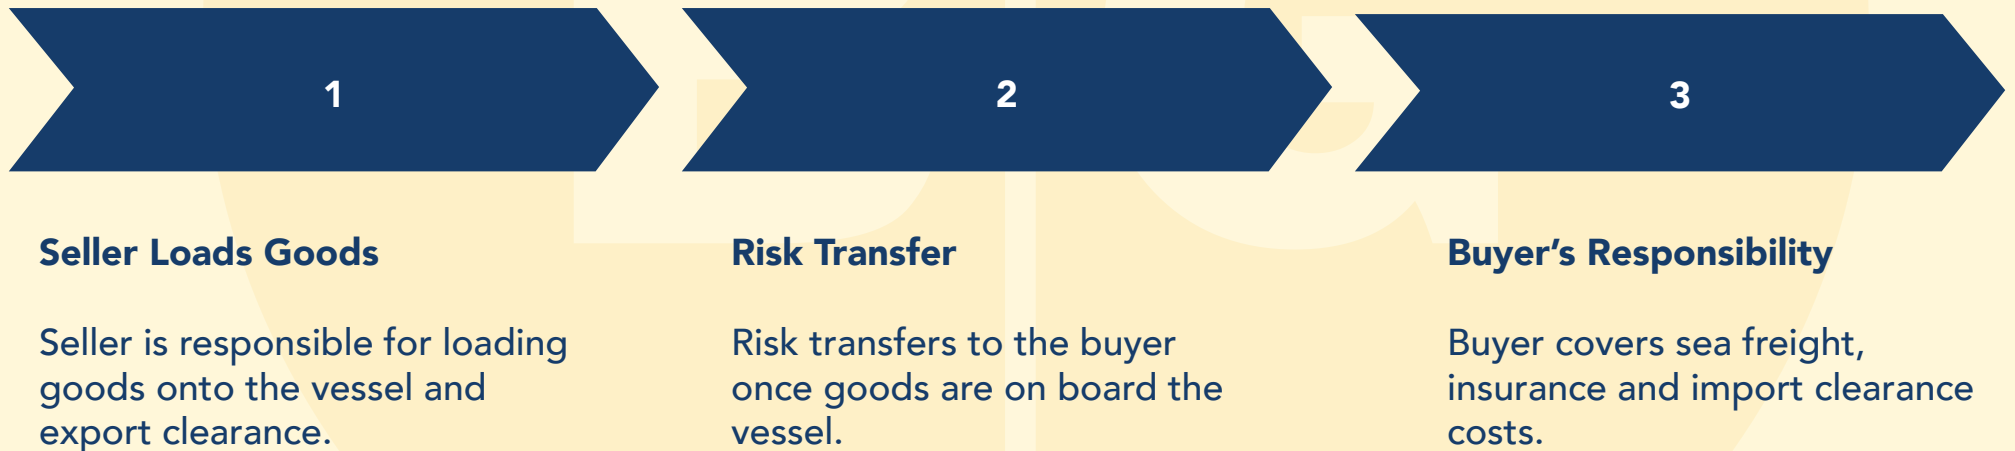 1
2
3
Seller Loads Goods
Seller is responsible for loading
goods onto the vessel and
export clearance.
Risk Transfer
Risk transfers to the buyer
once goods are on board the
vessel.
Buyer’s Responsibility
Buyer covers sea freight,
insurance and import clearance
costs.